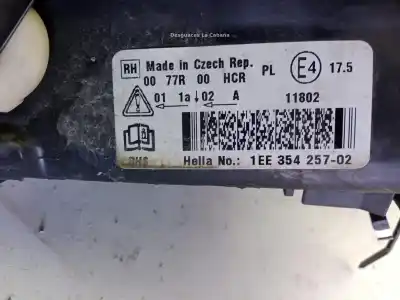 Desguaces La Cabaña
RH Made in Czech Rep.
00 77R 00 HCR PL E4 17.5
01 1a 02 A 11802
RHS
Hella No.: 1EE 354 257-02